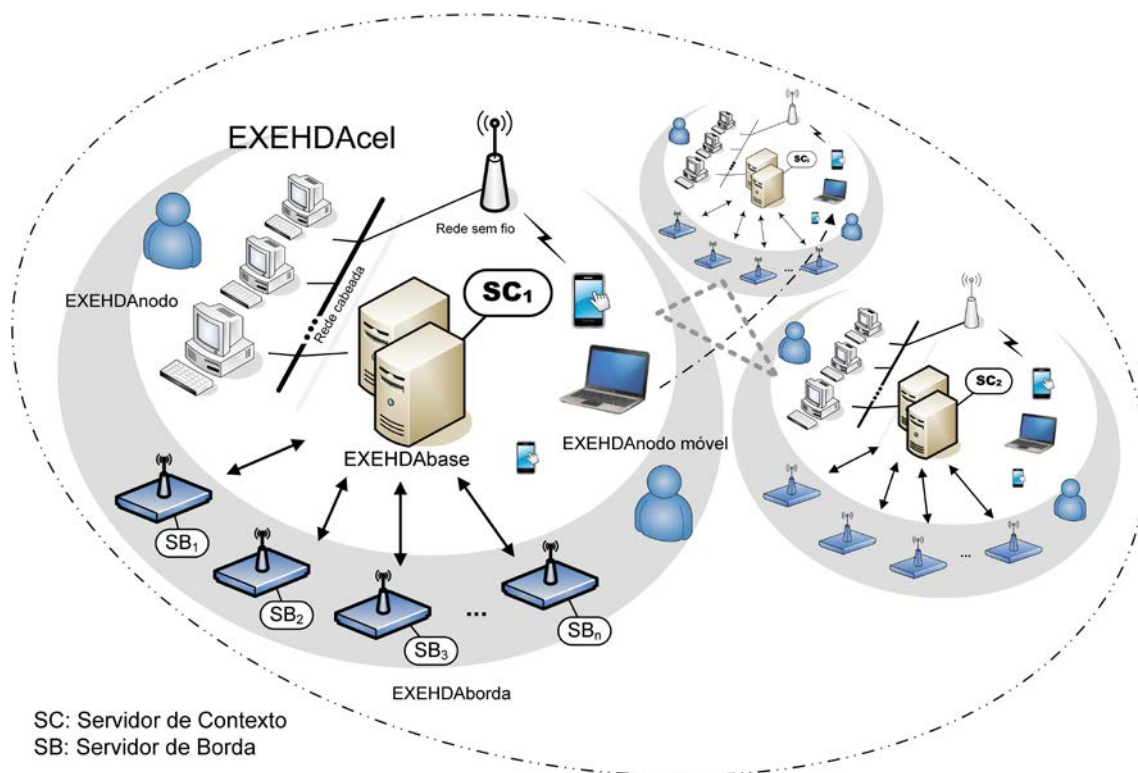 EXEHDAcel
Rede sem fio
EXEHDAnodo
Rede cabeada
SC₁
EXEHDAbase
EXEHDAnodo móvel
SB₁
SB₂
SB₃
...
SBₙ
EXEHDAborda
...
SC₂
...
SC: Servidor de Contexto
SB: Servidor de Borda